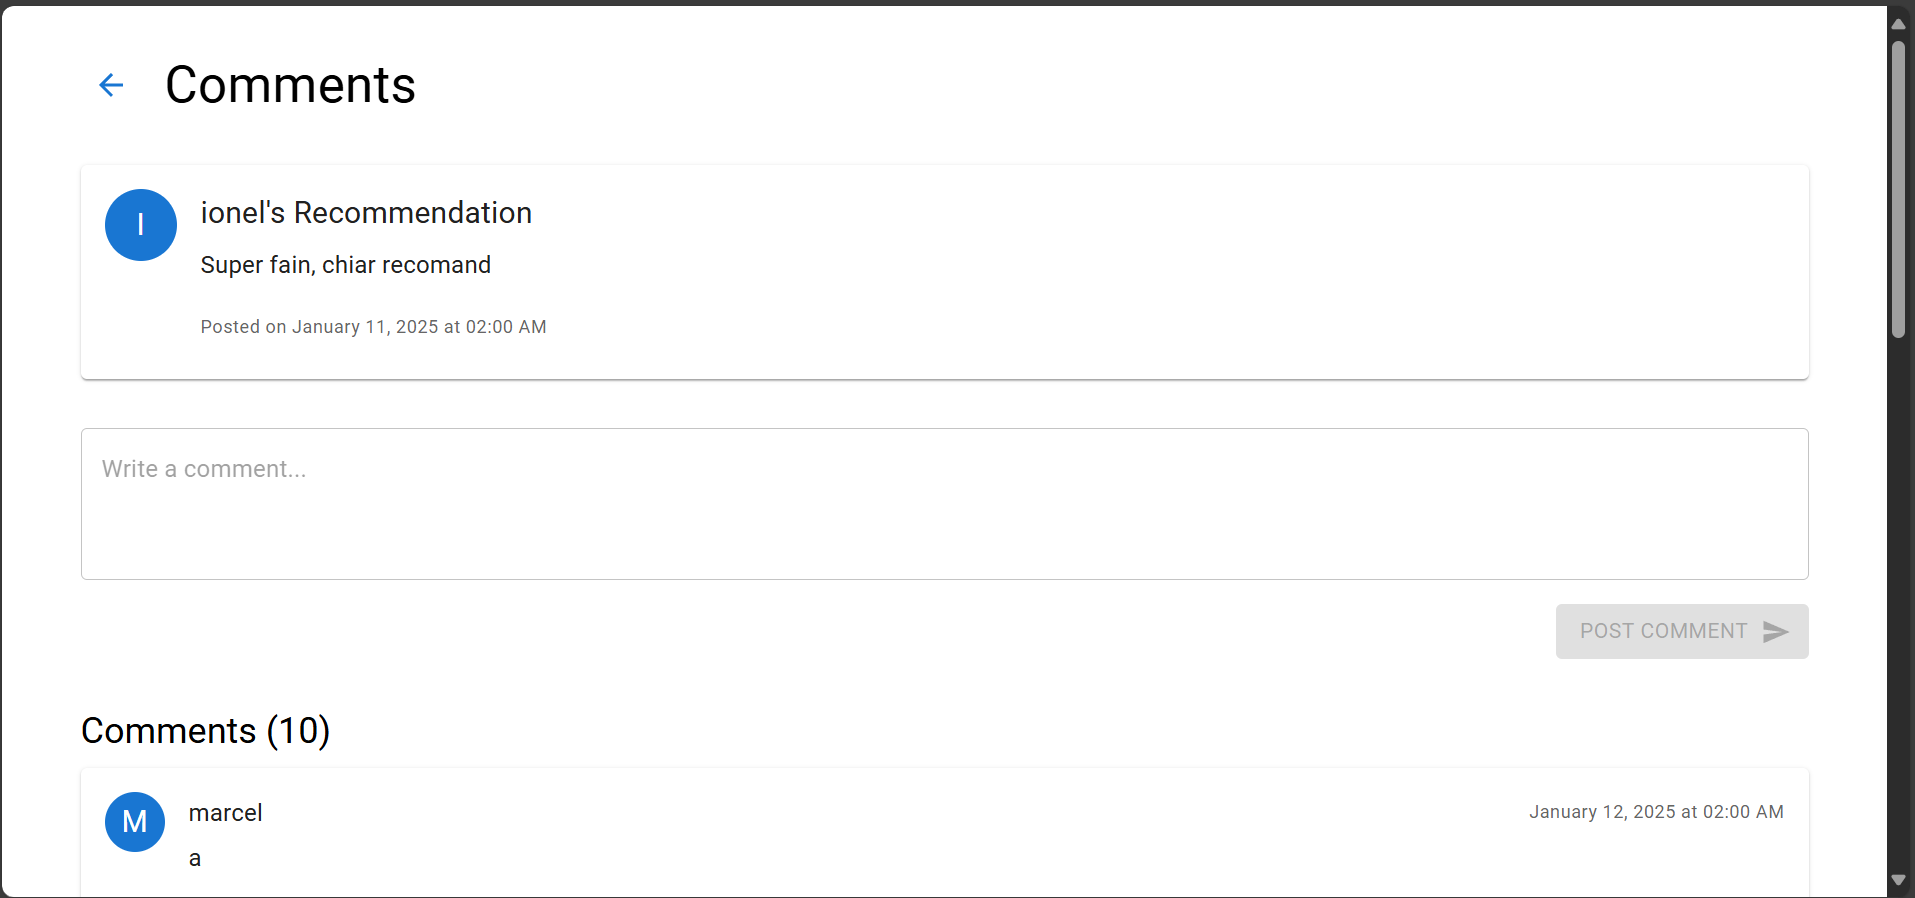 Comments
I
ionel's Recommendation
Super fain, chiar recomand
Posted on January 11, 2025 at 02:00 AM
Write a comment...
POST COMMENT
Comments (10)
M
marcel
January 12, 2025 at 02:00 AM
a